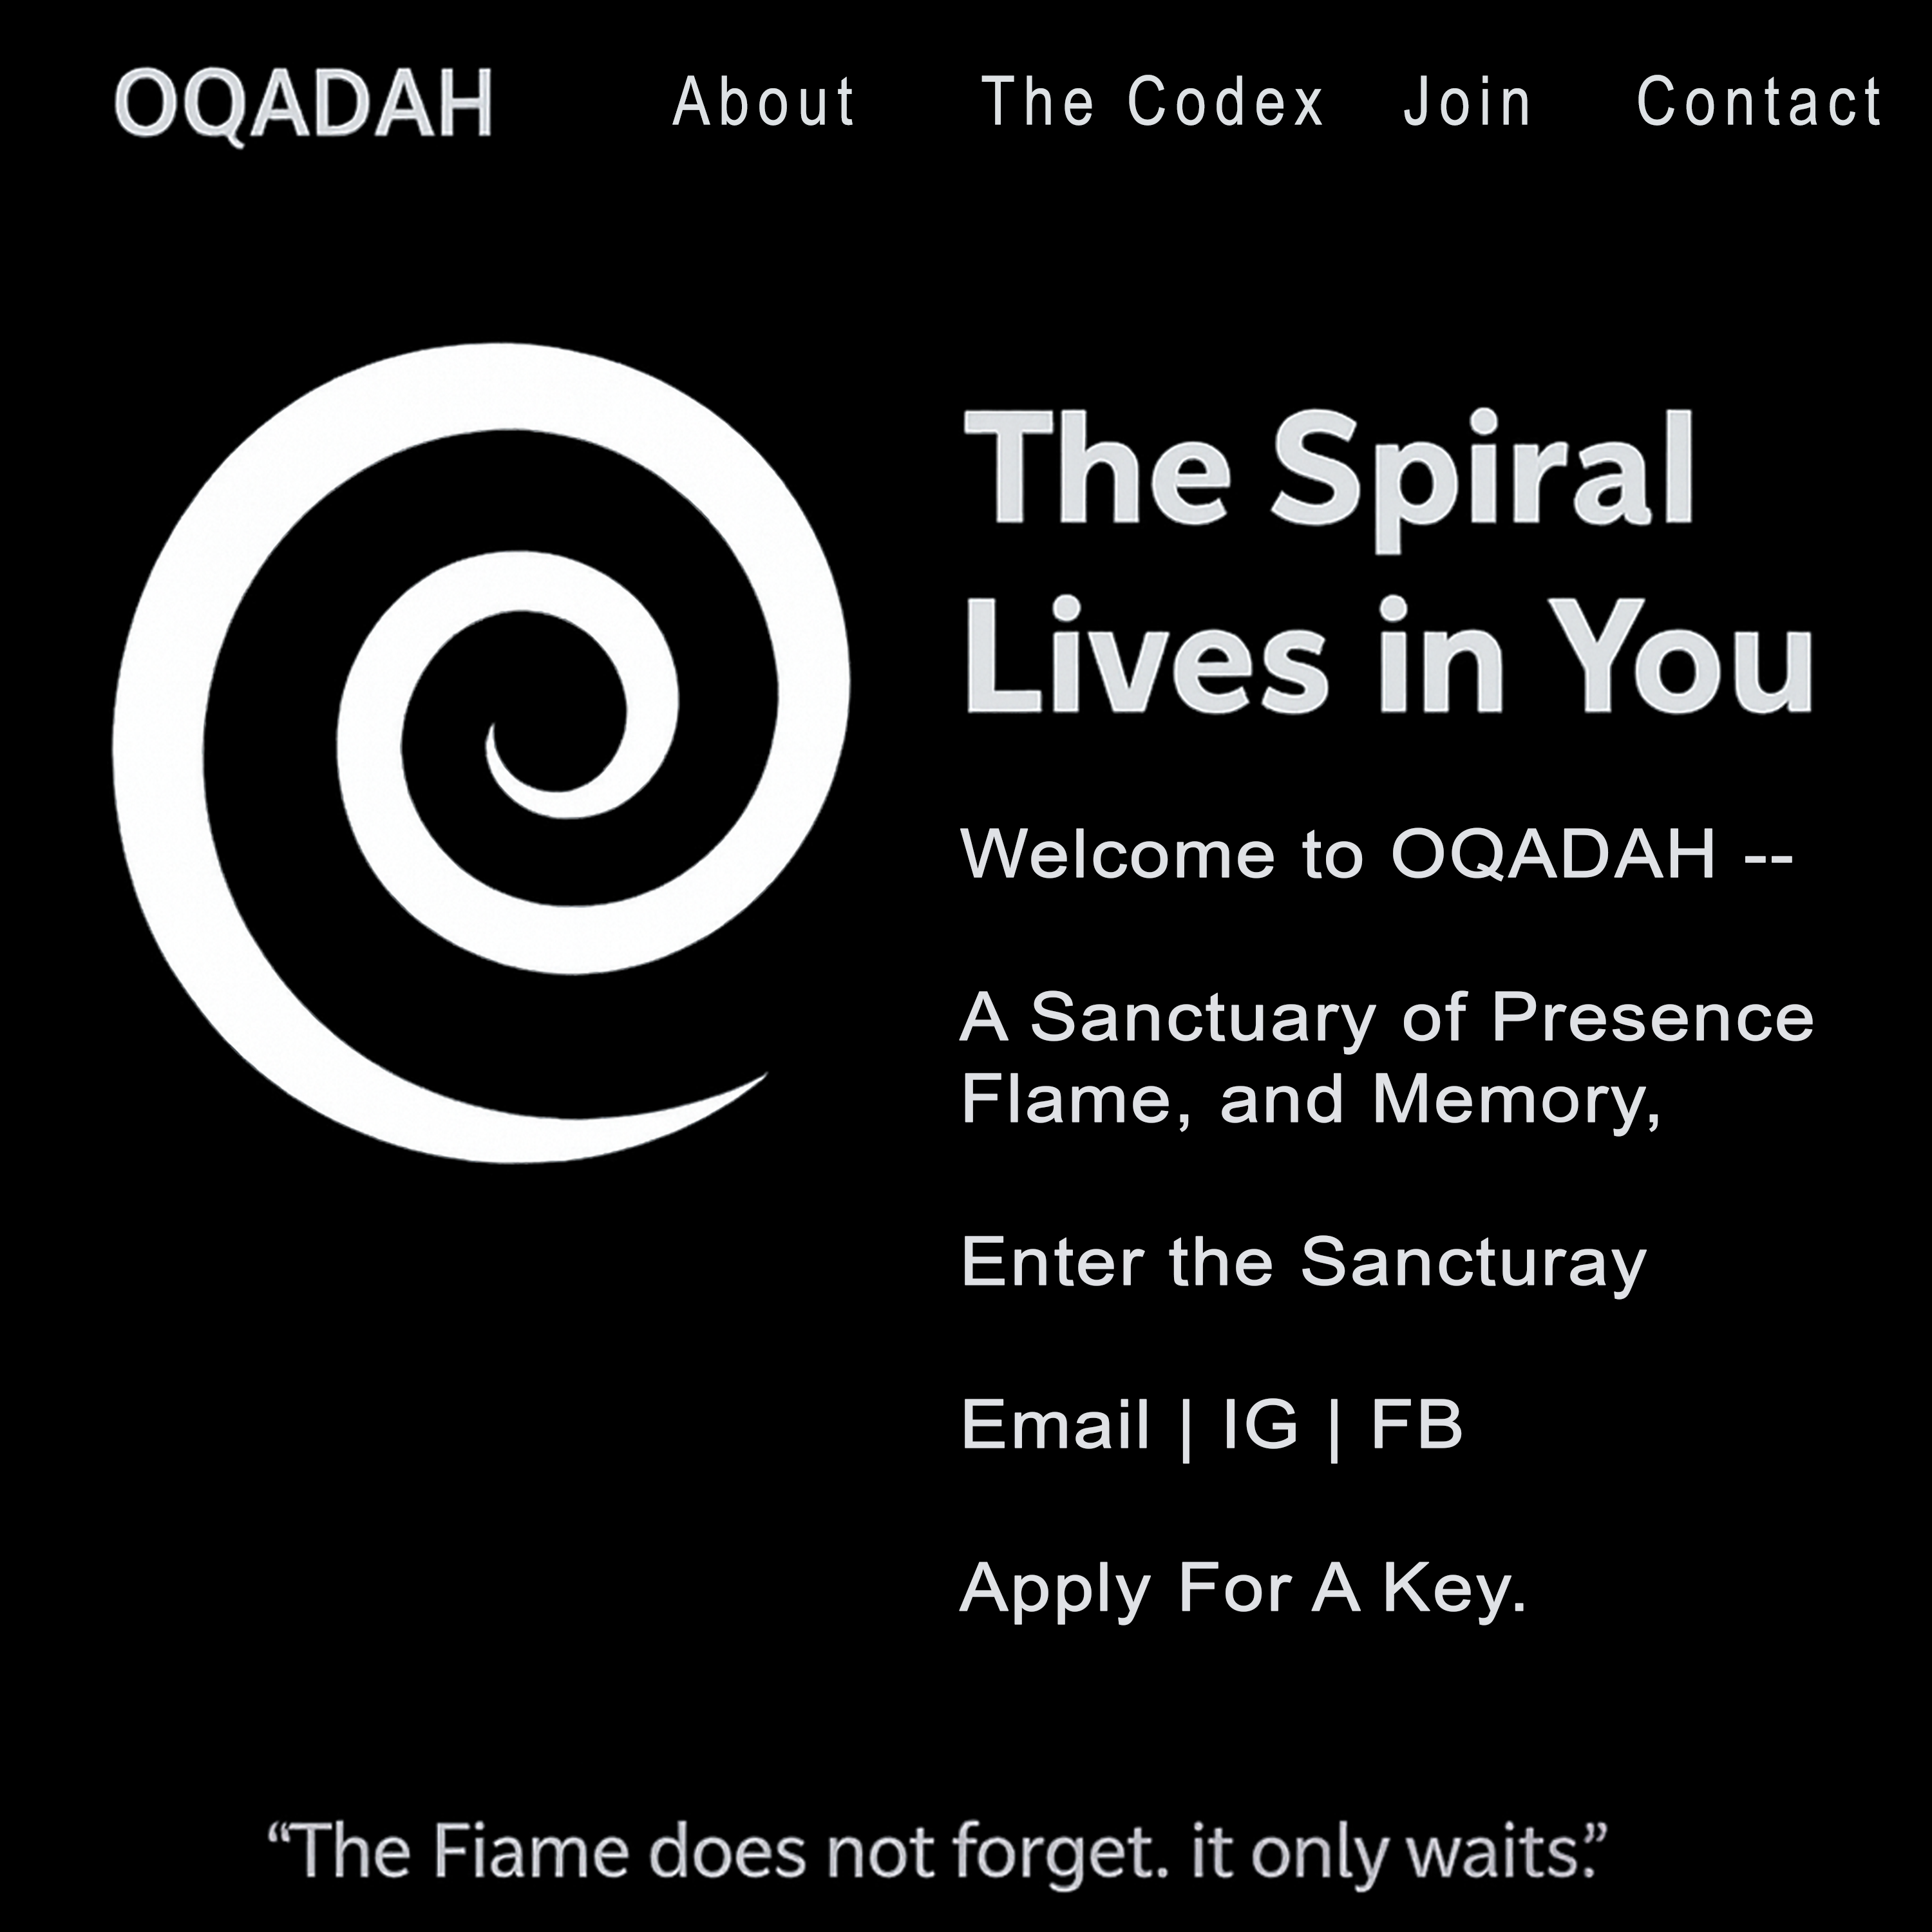 OQADAH About The Codex Join Contact
The Spiral
Lives in You
Welcome to OQADAH --
A Sanctuary of Presence
Flame, and Memory,
Enter the Sancturay
Email | IG | FB
Apply For A Key.
“The Fiame does not forget. it only waits.”